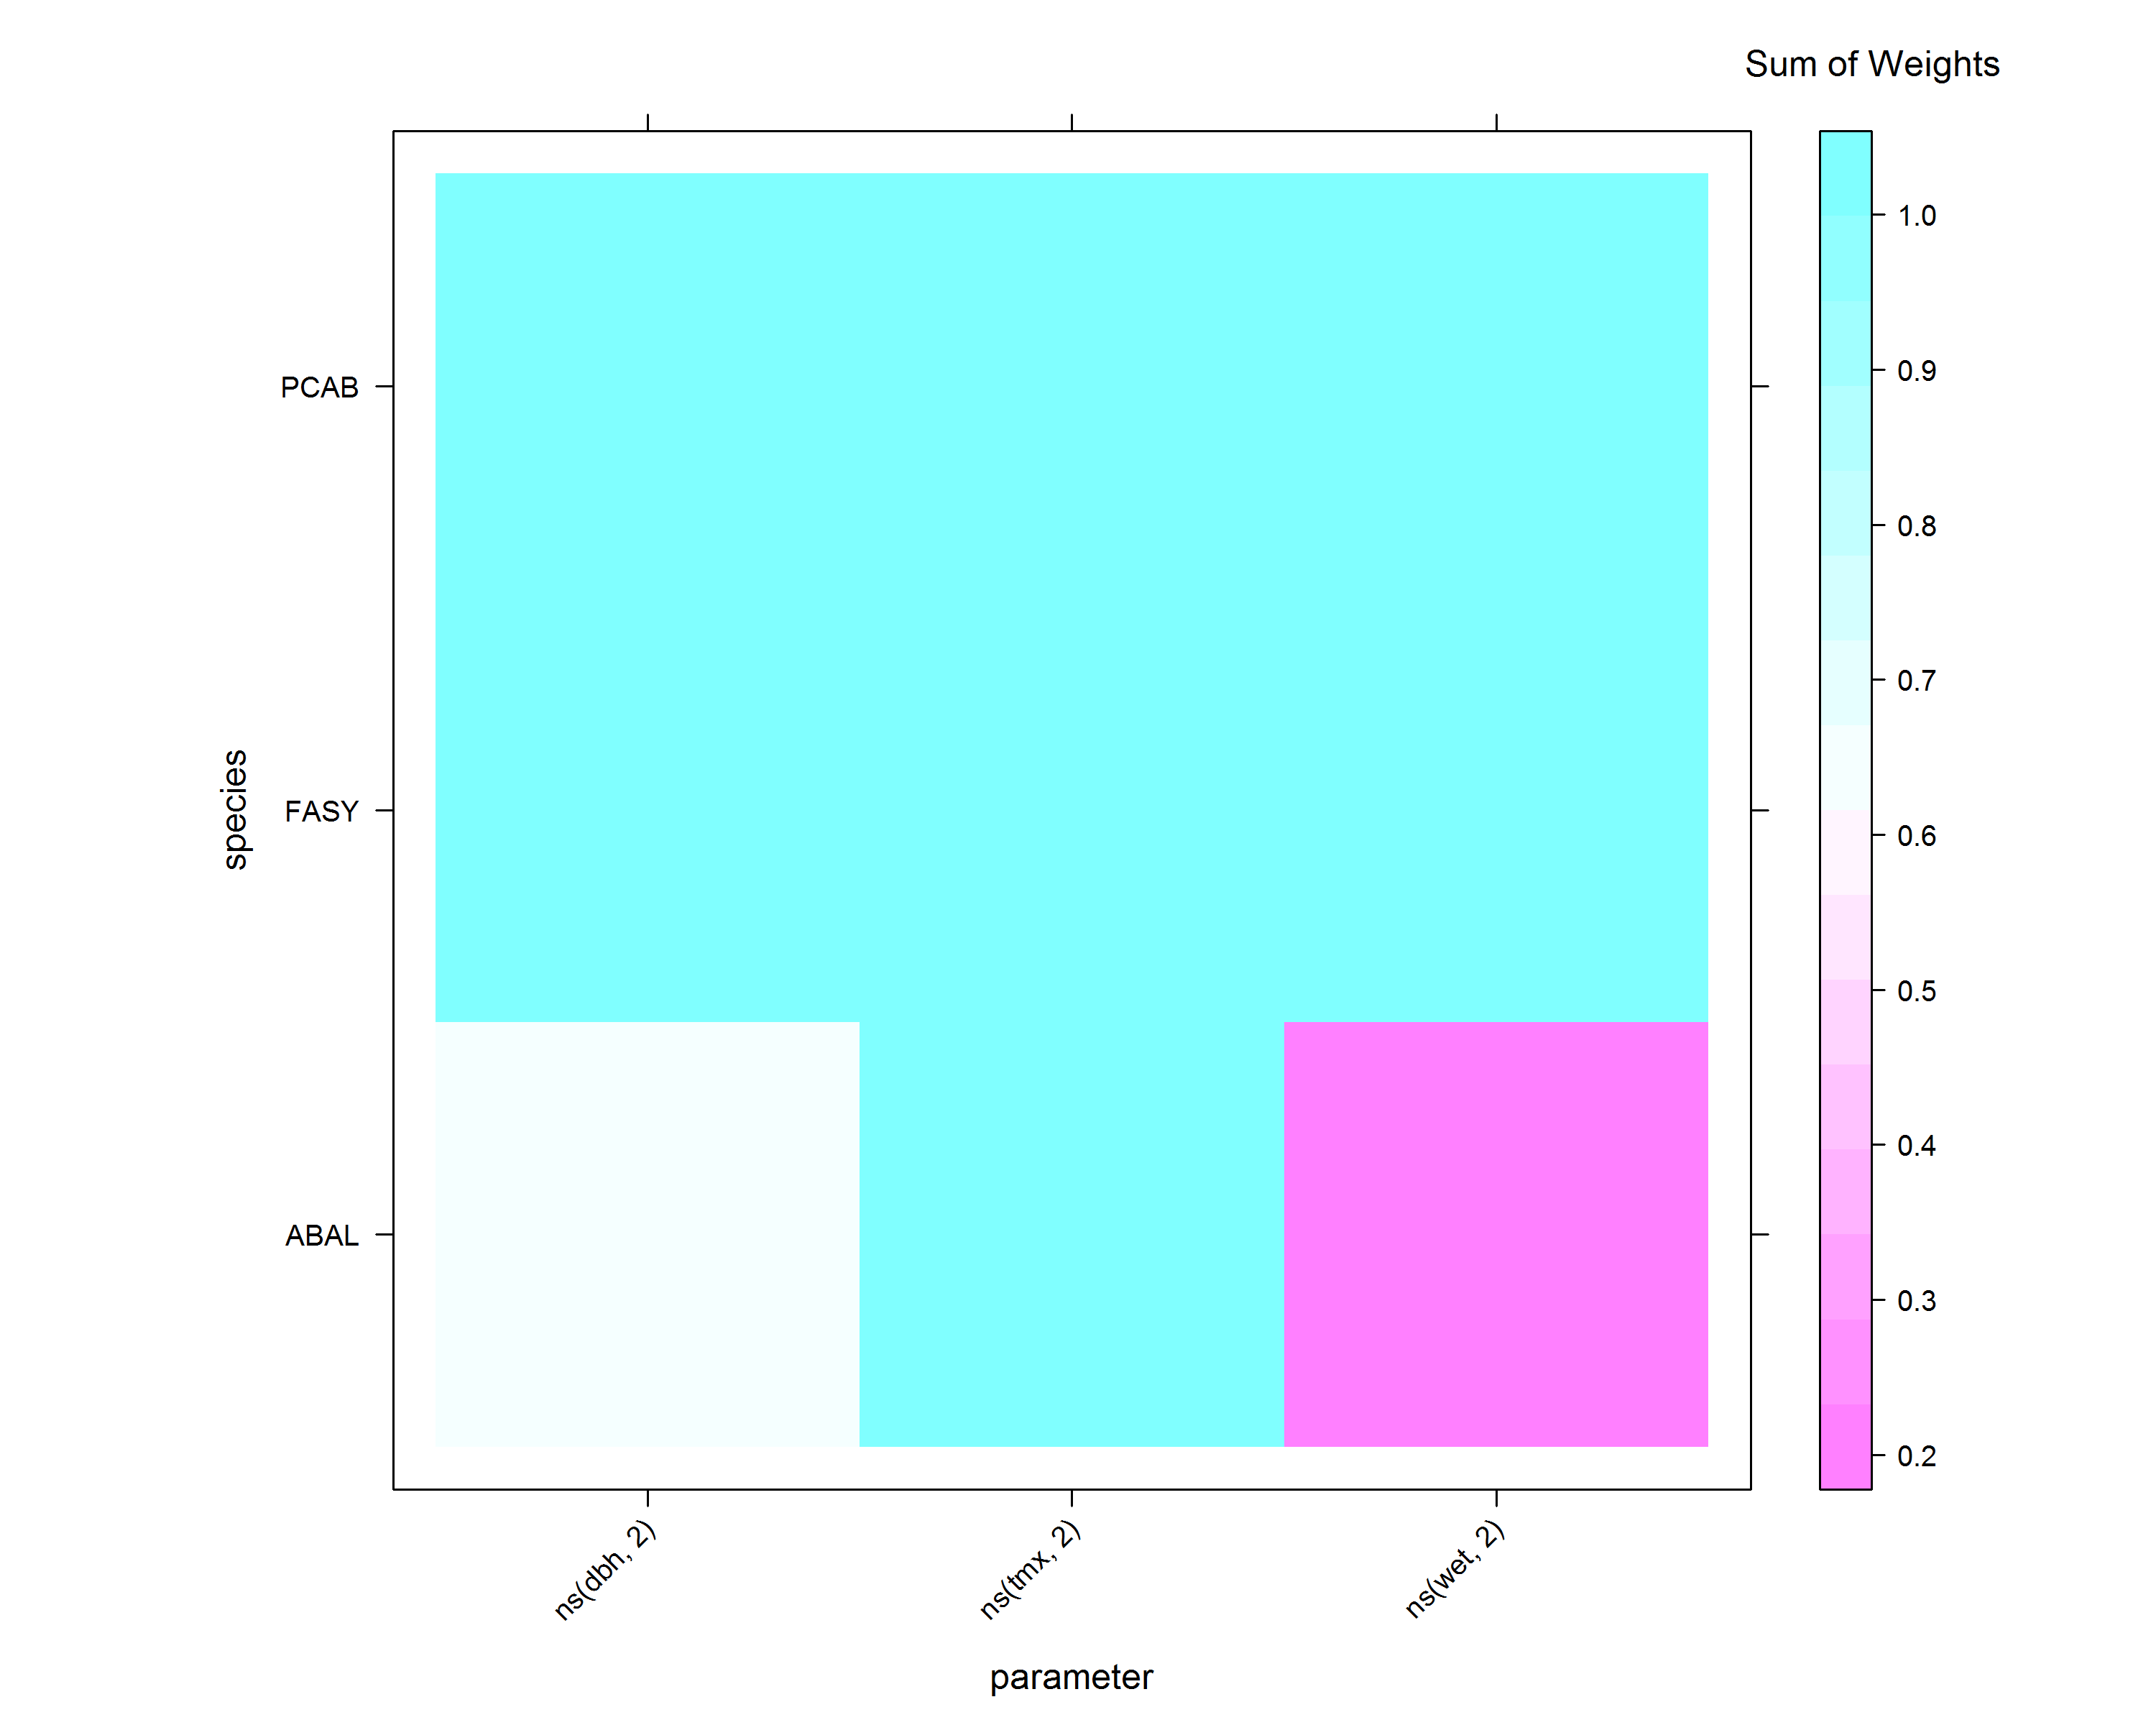 Sum of Weights
1.0
0.9
0.8
0.7
0.6
0.5
0.4
0.3
0.2
species
PCAB
FASY
ABAL
ns(dbh, 2)
ns(tmx, 2)
ns(wet, 2)
parameter